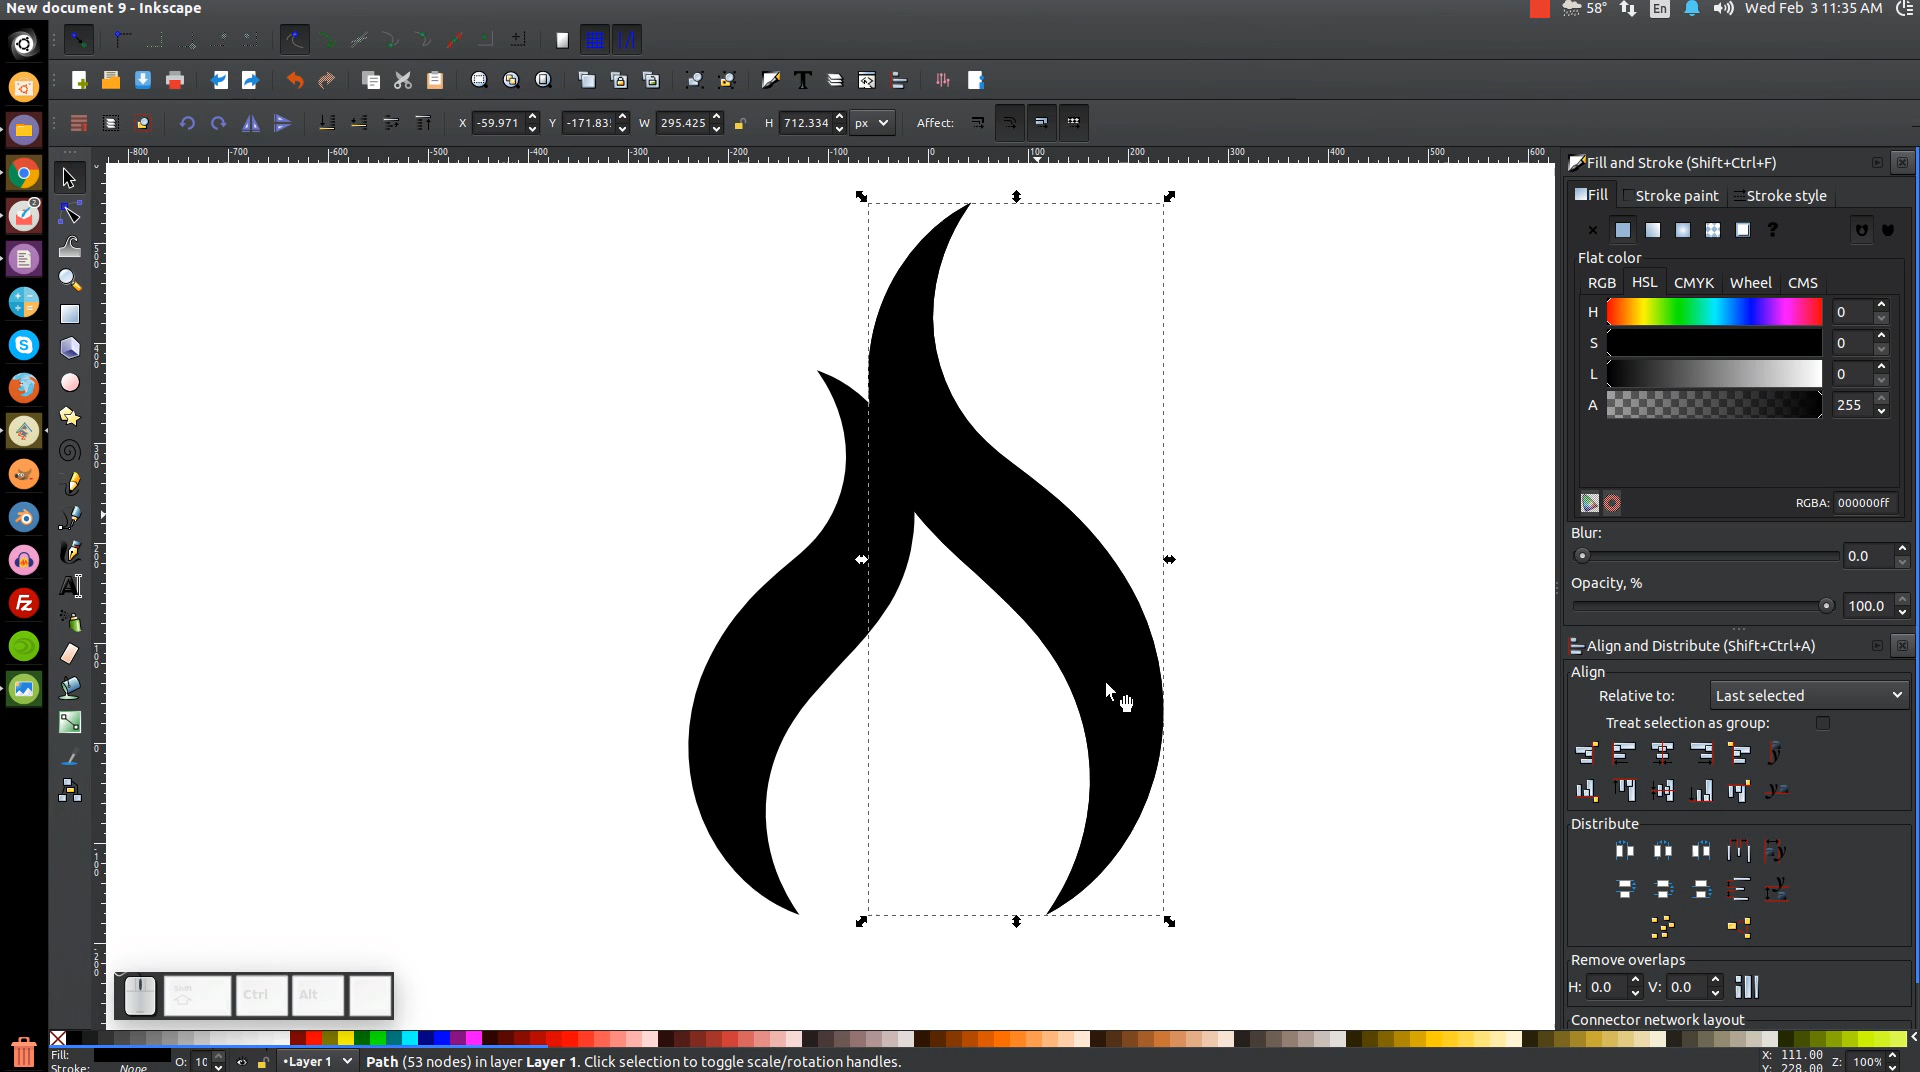 New document 9 - Inkscape
58° En Wed Feb 3 11:35 AM
X -59.971 Y -171.83 W 295.425 H 712.334 px Affect:
-800 -700 -600 -500 -400 -300 -200 -100 0 100 200 300 400 500 600
Fill and Stroke (Shift+Ctrl+F)
Fill Stroke paint Stroke style
?
Flat color
RGB HSL CMYK Wheel CMS
H 0
S 0
L 0
A 255
RGBA: 000000ff
Blur:
0.0
Opacity, %
100.0
Align and Distribute (Shift+Ctrl+A)
Align
Relative to: Last selected
Treat selection as group:
Distribute
Remove overlaps
H: 0.0 V: 0.0
Connector network layout
Shift Ctrl Alt
Fill: O: 10 •Layer 1 Path (53 nodes) in layer Layer 1. Click selection to toggle scale/rotation handles. X: 111.00 Z: 100%
Stroke: None Y: 228.00